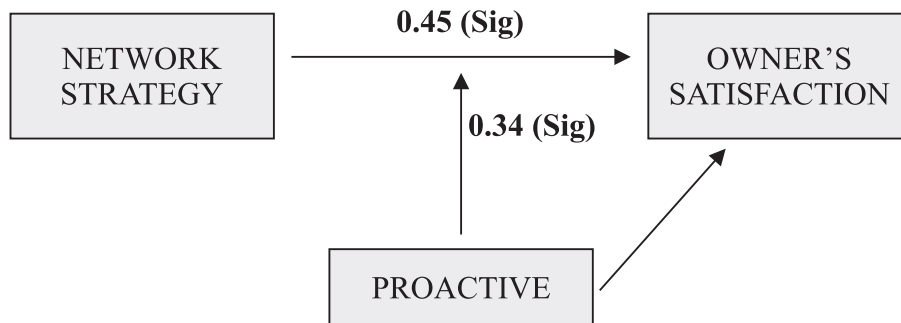 0.45 (Sig)
NETWORK
STRATEGY
OWNER’S
SATISFACTION
0.34 (Sig)
PROACTIVE